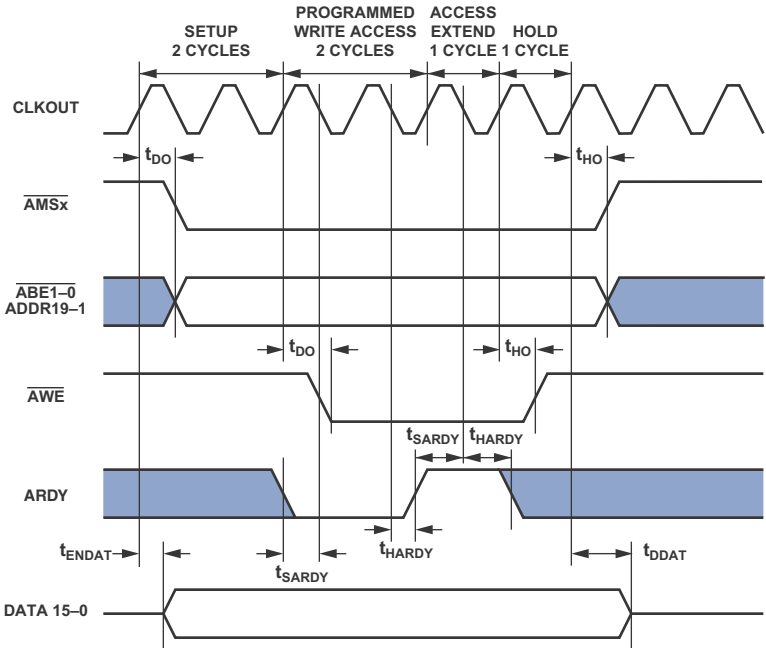 SETUP
2 CYCLES
PROGRAMMED
WRITE ACCESS
2 CYCLES
ACCESS
EXTEND
1 CYCLE
HOLD
1 CYCLE
CLKOUT
tDO
tHO
AMSx
ABE1–0
ADDR19–1
tDO
tHO
AWE
tSARDY
tHARDY
ARDY
tENDAT
tSARDY
tHARDY
tDDAT
DATA 15–0